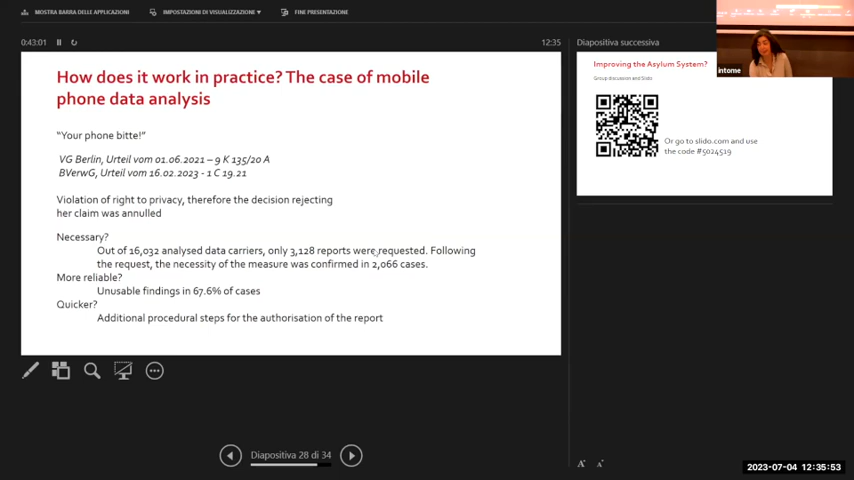 MOSTRA BARRA DELLE APPLICAZIONI
IMPOSTAZIONI DI VISUALIZZAZIONE ▼
FINE PRESENTAZIONE
0:43:01
12:35
Diapositiva successiva
How does it work in practice? The case of mobile
phone data analysis
"Your phone bitte!"
VG Berlin, Urteil vom 01.06.2021 – 9 K 135/20 A
BVerwG, Urteil vom 16.02.2023 - 1 C 19.21
Violation of right to privacy, therefore the decision rejecting
her claim was annulled
Necessary?
Out of 16,032 analysed data carriers, only 3,128 reports were requested. Following
the request, the necessity of the measure was confirmed in 2,066 cases.
More reliable?
Unusable findings in 67.6% of cases
Quicker?
Additional procedural steps for the authorisation of the report
Improving the Asylum System?
Group discussion and Slido
Or go to slido.com and use
the code #5024519
intome
Diapositiva 28 di 34
A A
2023-07-04 12:35:53